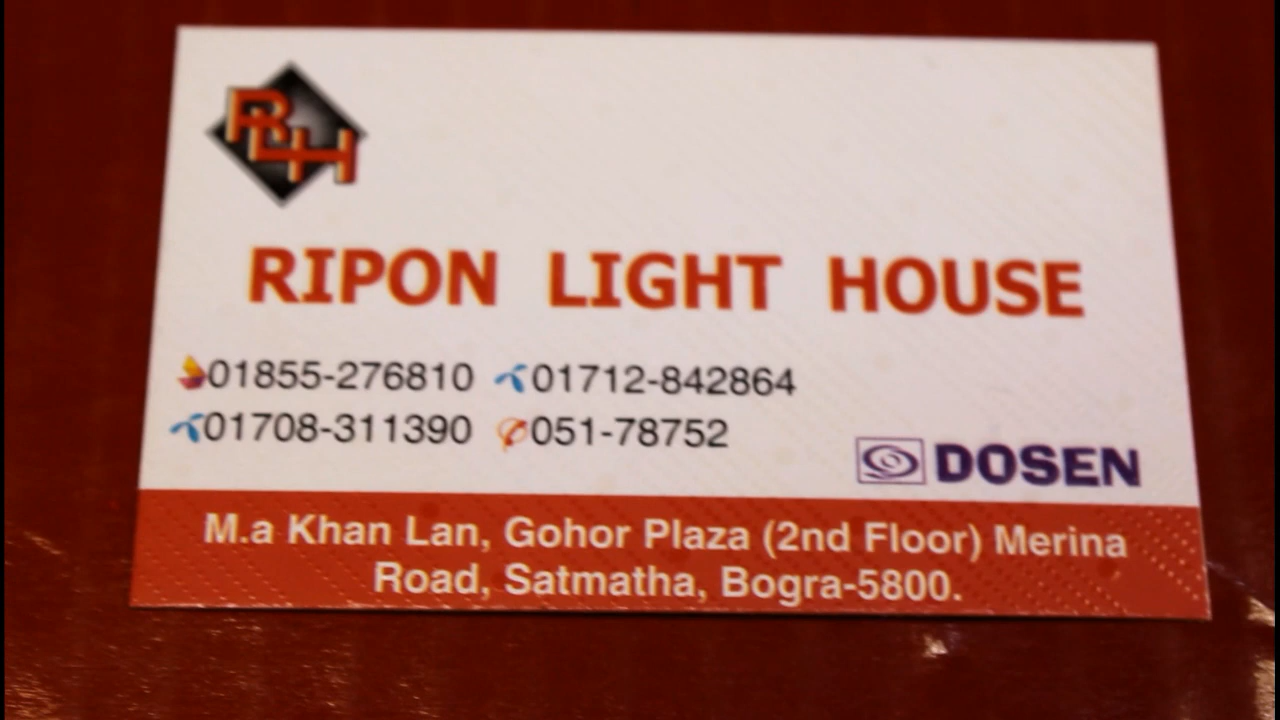 RLH
RIPON LIGHT HOUSE
01855-276810 01712-842864
01708-311390 051-78752
DOSEN
M.a Khan Lan, Gohor Plaza (2nd Floor) Merina
Road, Satmatha, Bogra-5800.